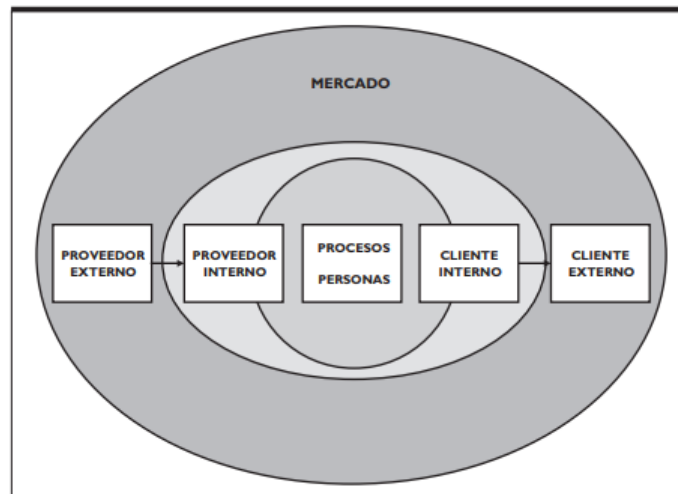 MERCADO
PROVEEDOR
EXTERNO
PROVEEDOR
INTERNO
PROCESOS
PERSONAS
CLIENTE
INTERNO
CLIENTE
EXTERNO